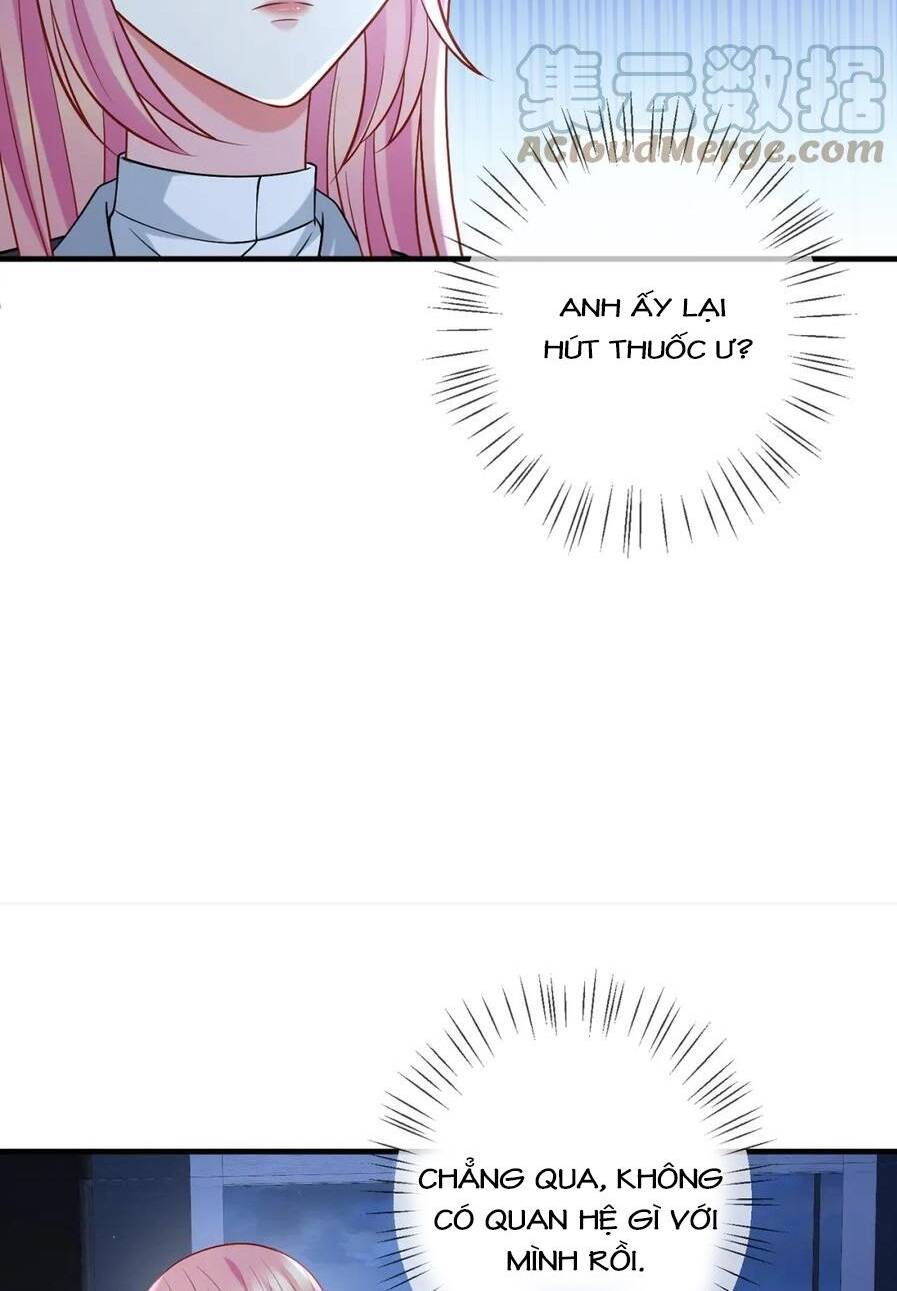 集云数据
AcloudMerge.com
ANH ẤY LẠI
HÚT THUỐC Ư?
CHẲNG QUA, KHÔNG
CÓ QUAN HỆ GÌ VỚI
MÌNH RỒI.